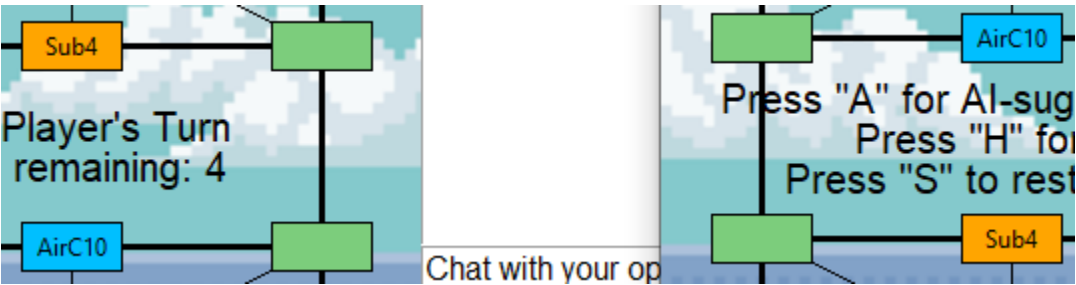 Sub4
Player's Turn
remaining: 4
AirC10
Chat with your op
AirC10
Press "A" for AI-sug
Press "H" for
Press "S" to rest
Sub4